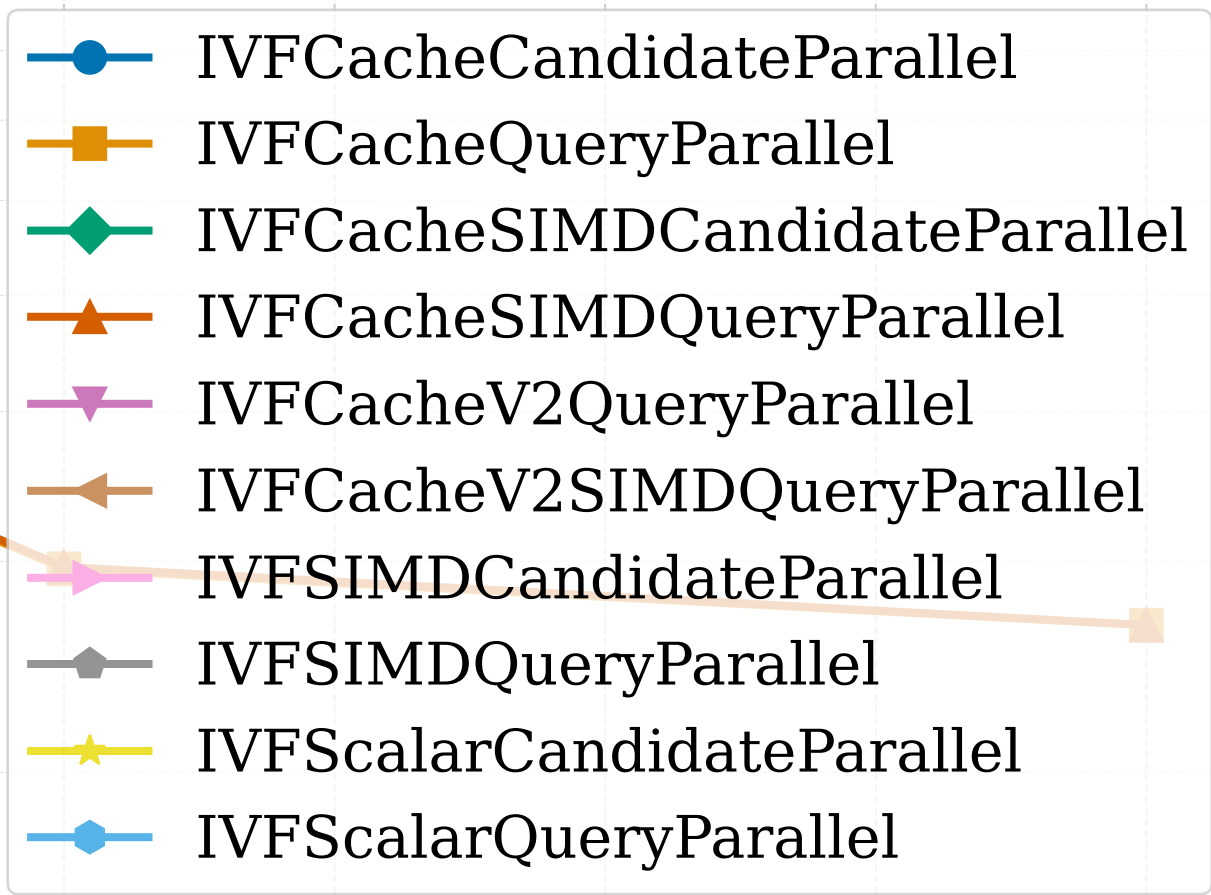 IVFCacheCandidateParallel
IVFCacheQueryParallel
IVFCacheSIMDCandidateParallel
IVFCacheSIMDQueryParallel
IVFCacheV2QueryParallel
IVFCacheV2SIMDQueryParallel
IVFSIMDCandidateParallel
IVFSIMDQueryParallel
IVFScalarCandidateParallel
IVFScalarQueryParallel